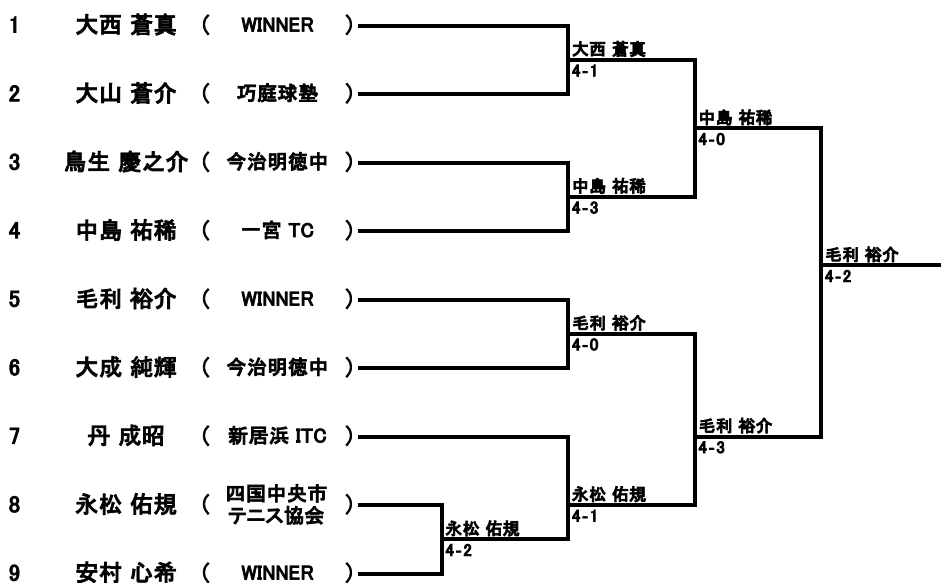 1 大西 蒼真 ( WINNER )
大西 蒼真
4-1
2 大山 蒼介 ( 巧庭球塾 )
中島 祐稀
4-0
3 鳥生 慶之介 ( 今治明徳中 )
中島 祐稀
4-3
4 中島 祐稀 ( 一宮 TC )
毛利 裕介
4-2
5 毛利 裕介 ( WINNER )
毛利 裕介
4-0
6 大成 純輝 ( 今治明徳中 )
毛利 裕介
4-3
7 丹 成昭 ( 新居浜 ITC )
永松 佑規
4-1
8 永松 佑規 ( 四国中央市
テニス協会 )
永松 佑規
4-2
9 安村 心希 ( WINNER )